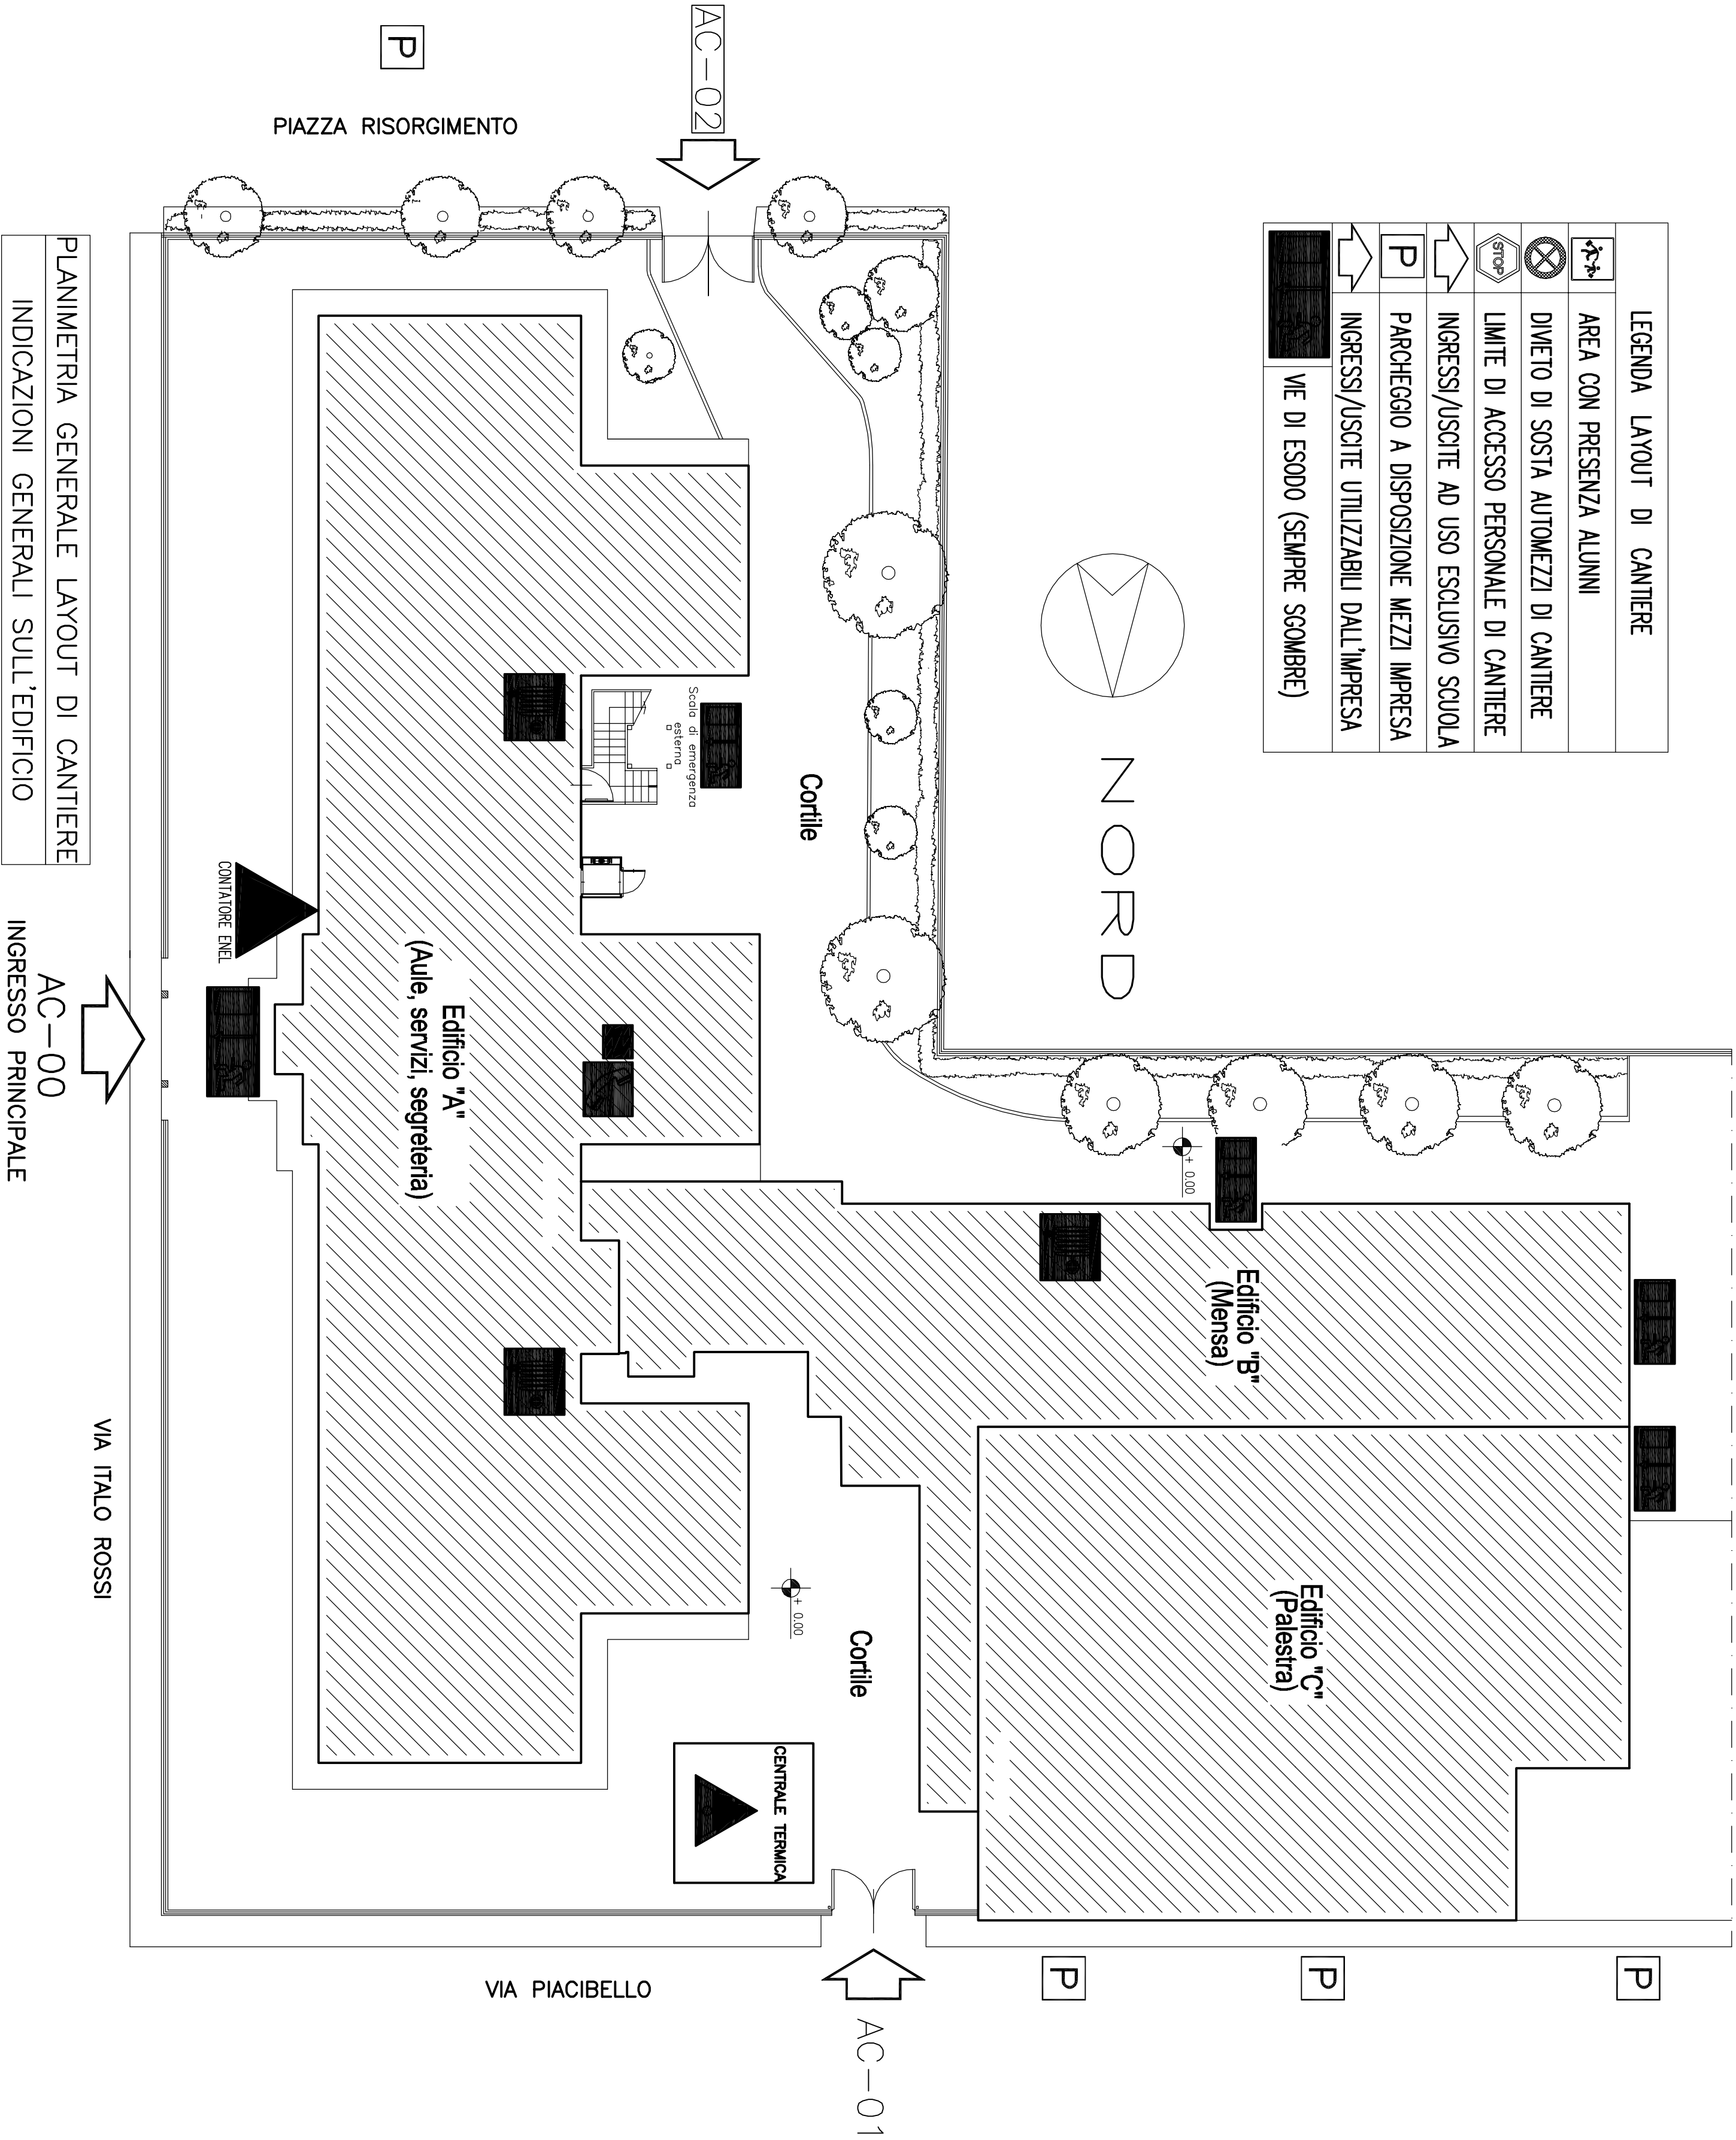 LEGENDA LAYOUT DI CANTIERE
AREA CON PRESENZA ALUNNI
DIVIETO DI SOSTA AUTOMEZZI DI CANTIERE
STOP
LIMITE DI ACCESSO PERSONALE DI CANTIERE
INGRESSI/USCITE AD USO ESCLUSIVO SCUOLA
P
PARCHEGGIO A DISPOSIZIONE MEZZI IMPRESA
INGRESSI/USCITE UTILIZZABILI DALL'IMPRESA
VIE DI ESODO (SEMPRE SGOMBRE)
NORD
AC-02
P
PIAZZA RISORGIMENTO
Cortile
Scala di emergenza
esterna
+ 0.00
Edificio "B"
(Mensa)
Edificio "C"
(Palestra)
Edificio "A"
(Aule, servizi, segreteria)
+ 0.00
Cortile
CENTRALE TERMICA
CONTATORE ENEL
P
P
P
AC-01
VIA PIACIBELLO
VIA ITALO ROSSI
AC-00
INGRESSO PRINCIPALE
PLANIMETRIA GENERALE LAYOUT DI CANTIERE
INDICAZIONI GENERALI SULL'EDIFICIO